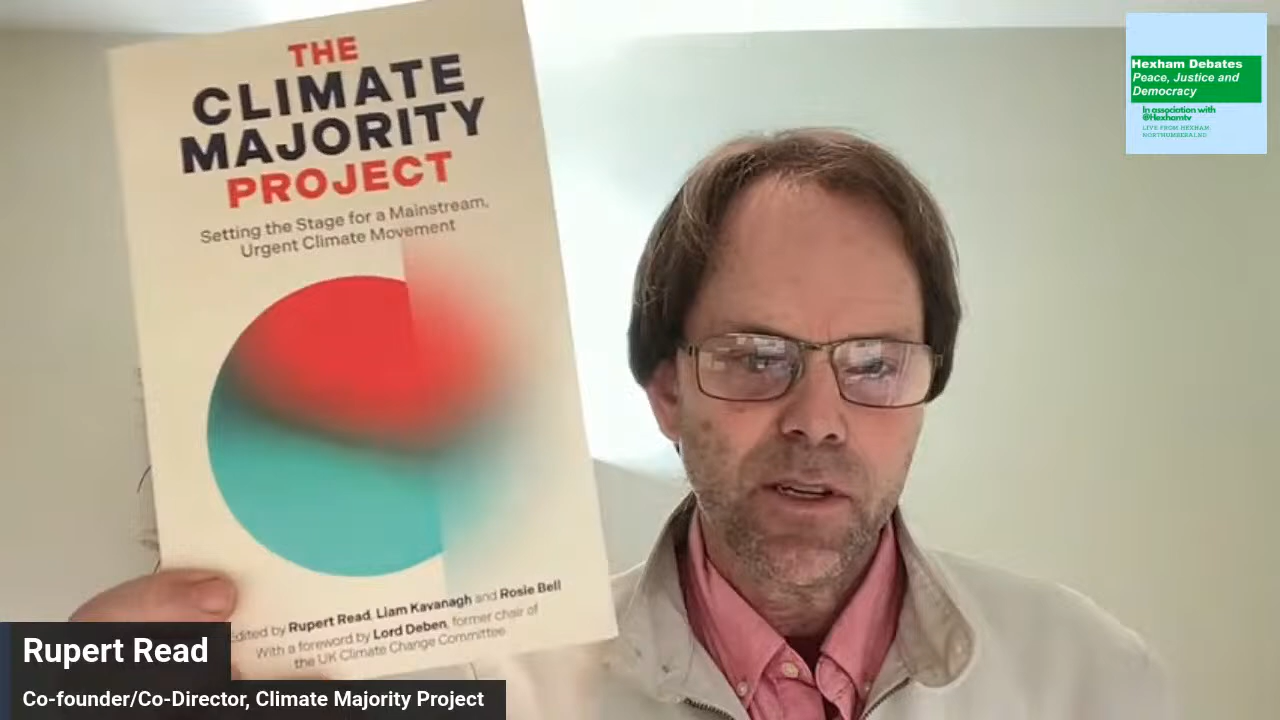 THE
CLIMATE
MAJORITY
PROJECT
Setting the Stage for a Mainstream,
Urgent Climate Movement
Edited by Rupert Read, Liam Kavanagh and Rosie Bell
With a foreword by Lord Deben, former chair of
the UK Climate Change Committee
Hexham Debates
Peace, Justice and
Democracy
In association with
@Hexhamtv
LIVE FROM HEXHAM
Rupert Read
Co-founder/Co-Director, Climate Majority Project